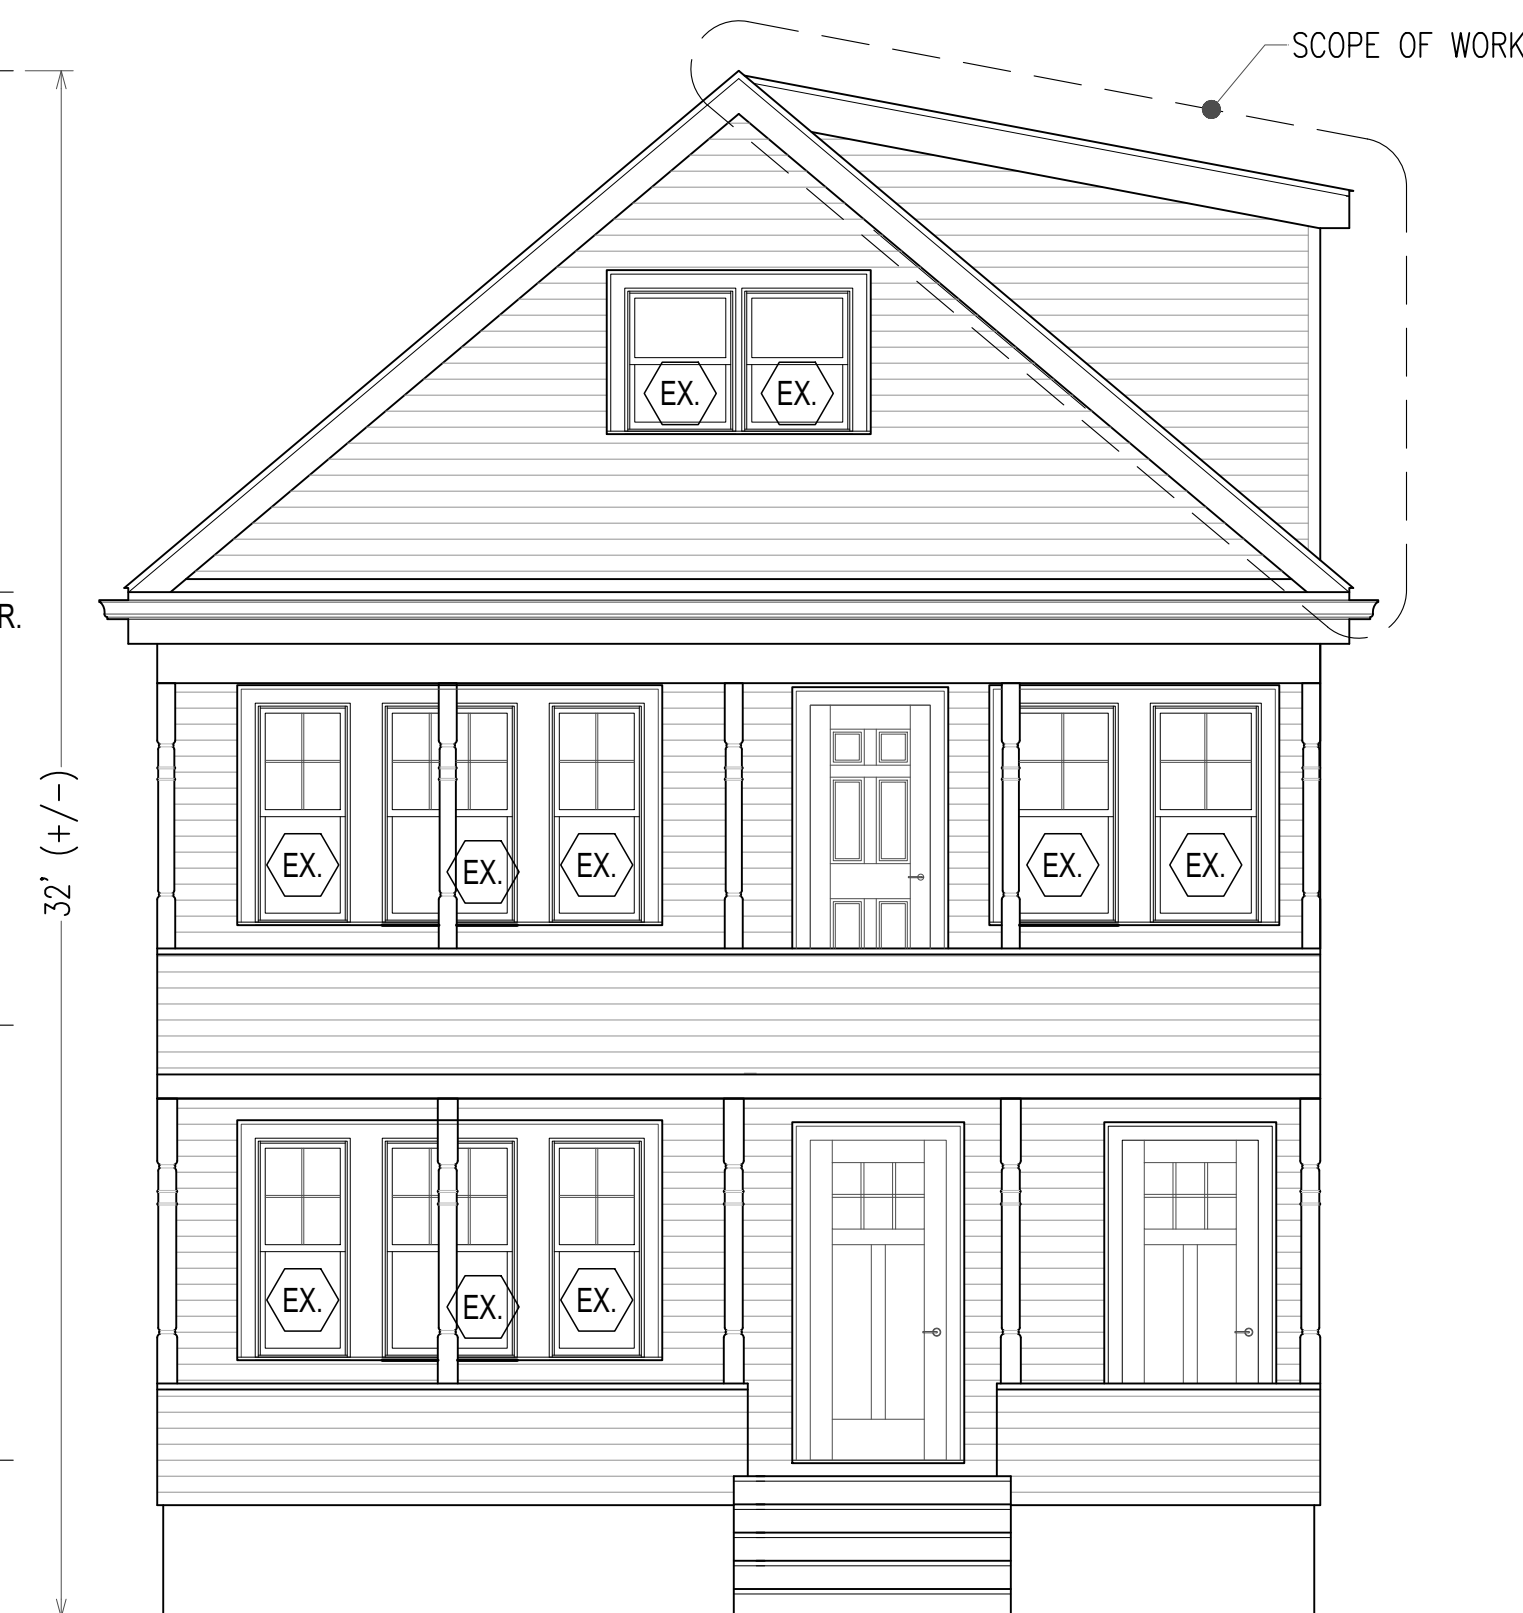 SCOPE OF WORK
EX. EX.
R.
32' (+/-)
EX. EX. EX. EX. EX.
EX. EX. EX.